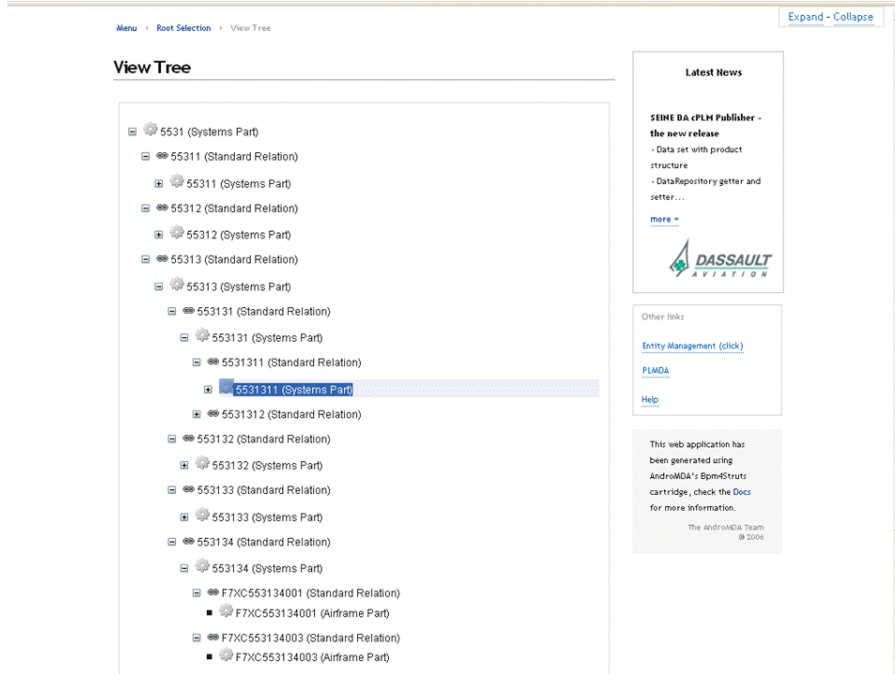 Expand - Collapse
Menu › Root Selection › View Tree
View Tree
5531 (Systems Part)
55311 (Standard Relation)
55311 (Systems Part)
55312 (Standard Relation)
55312 (Systems Part)
55313 (Standard Relation)
55313 (Systems Part)
553131 (Standard Relation)
553131 (Systems Part)
5531311 (Standard Relation)
5531311 (Systems Part)
5531312 (Standard Relation)
553132 (Standard Relation)
553132 (Systems Part)
553133 (Standard Relation)
553133 (Systems Part)
553134 (Standard Relation)
553134 (Systems Part)
F7XC553134001 (Standard Relation)
F7XC553134001 (Airframe Part)
F7XC553134003 (Standard Relation)
F7XC553134003 (Airframe Part)
Latest News
SEINE DA cPLM Publisher -
the new release
- Data set with product
structure
- DataRepository getter and
setter...
more »
DASSAULT
AVIATION
Other links
Entity Management (click)
PLMDA
Help
This web application has
been generated using
AndroMDA's Bpm4Struts
cartridge, check the Docs
for more information.
The AndroMDA Team
© 2006